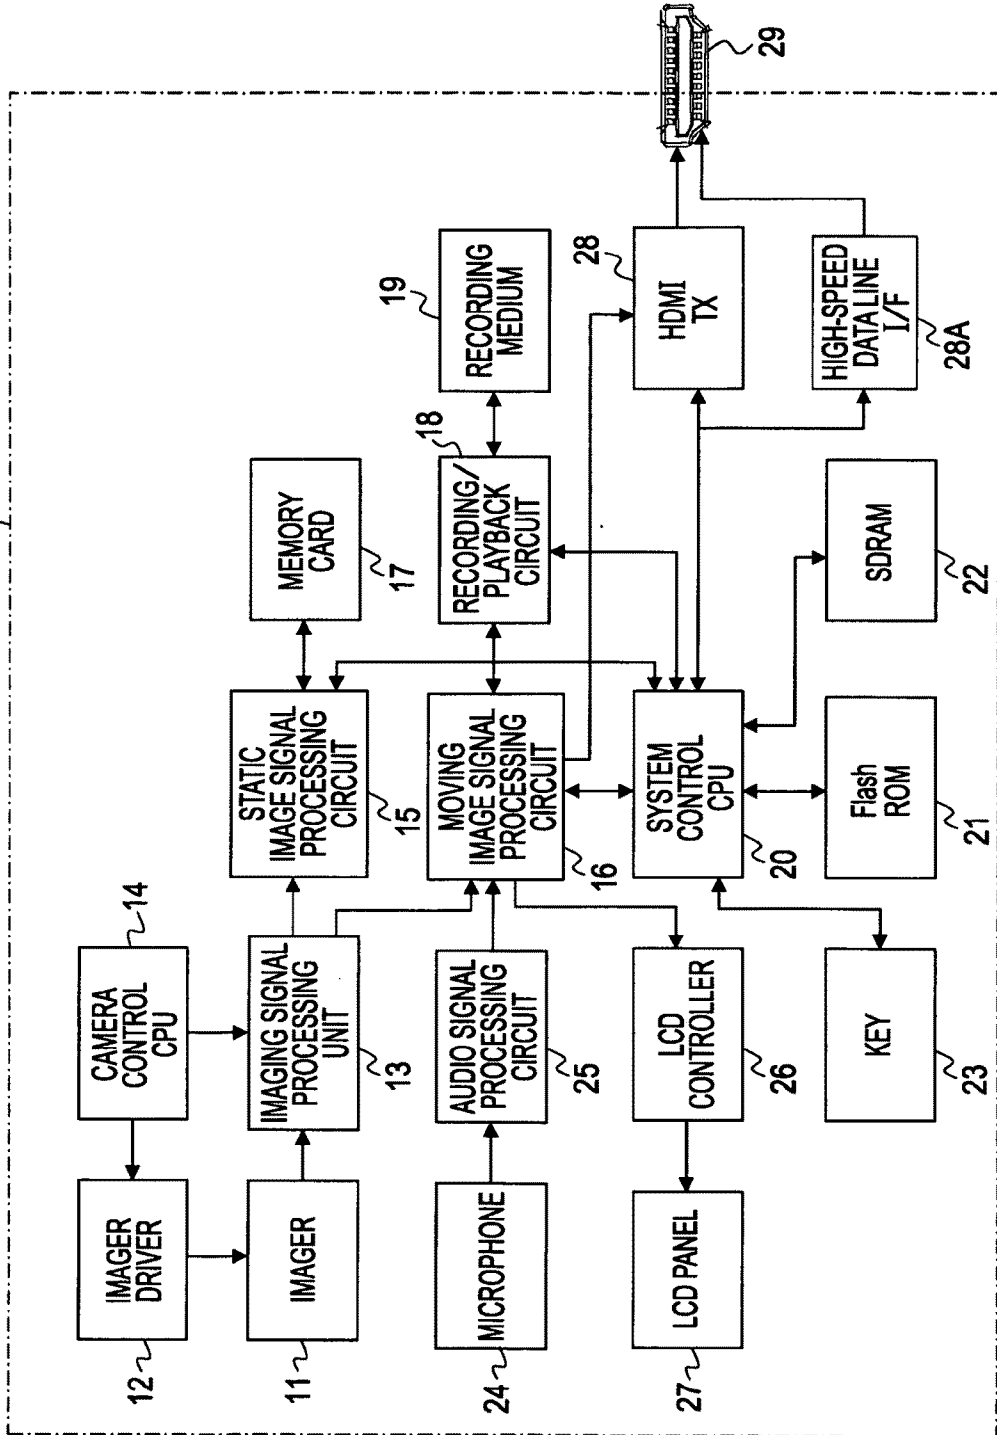 12
IMAGER
DRIVER
CAMERA
CONTROL
CPU
14
11
IMAGER
IMAGING SIGNAL
PROCESSING
UNIT
13
STATIC
IMAGE SIGNAL
PROCESSING
CIRCUIT
15
MEMORY
CARD
17
24
MICROPHONE
AUDIO SIGNAL
PROCESSING
CIRCUIT
25
MOVING
IMAGE SIGNAL
PROCESSING
CIRCUIT
16
18
RECORDING/
PLAYBACK
CIRCUIT
19
RECORDING
MEDIUM
27
LCD PANEL
LCD
CONTROLLER
26
SYSTEM
CONTROL
CPU
20
28
HDMI
TX
29
KEY
23
Flash
ROM
21
SDRAM
22
HIGH-SPEED
DATA LINE
I/F
28A